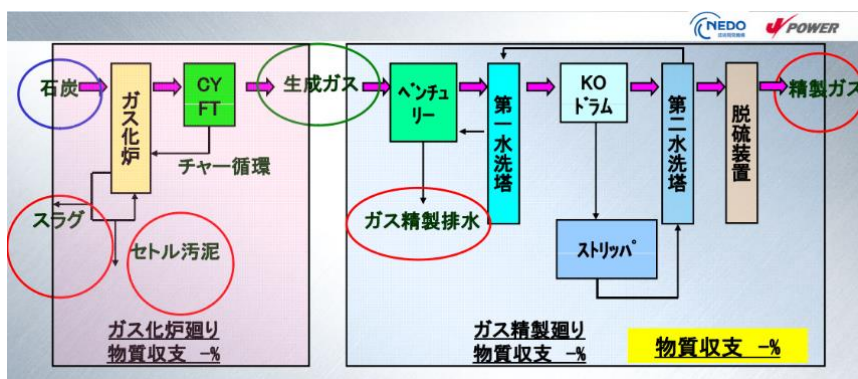 NEDO
J POWER
石炭
ガス化炉
CY
FT
生成ガス
チャー循環
スラグ
セトル汚泥
ガス化炉廻り
物質収支 -%
ベンチュ
リー
第一水洗塔
KO
ドラム
第二水洗塔
脱硫装置
精製ガス
ガス精製排水
ストリッパ
ガス精製廻り
物質収支 -%
物質収支 -%